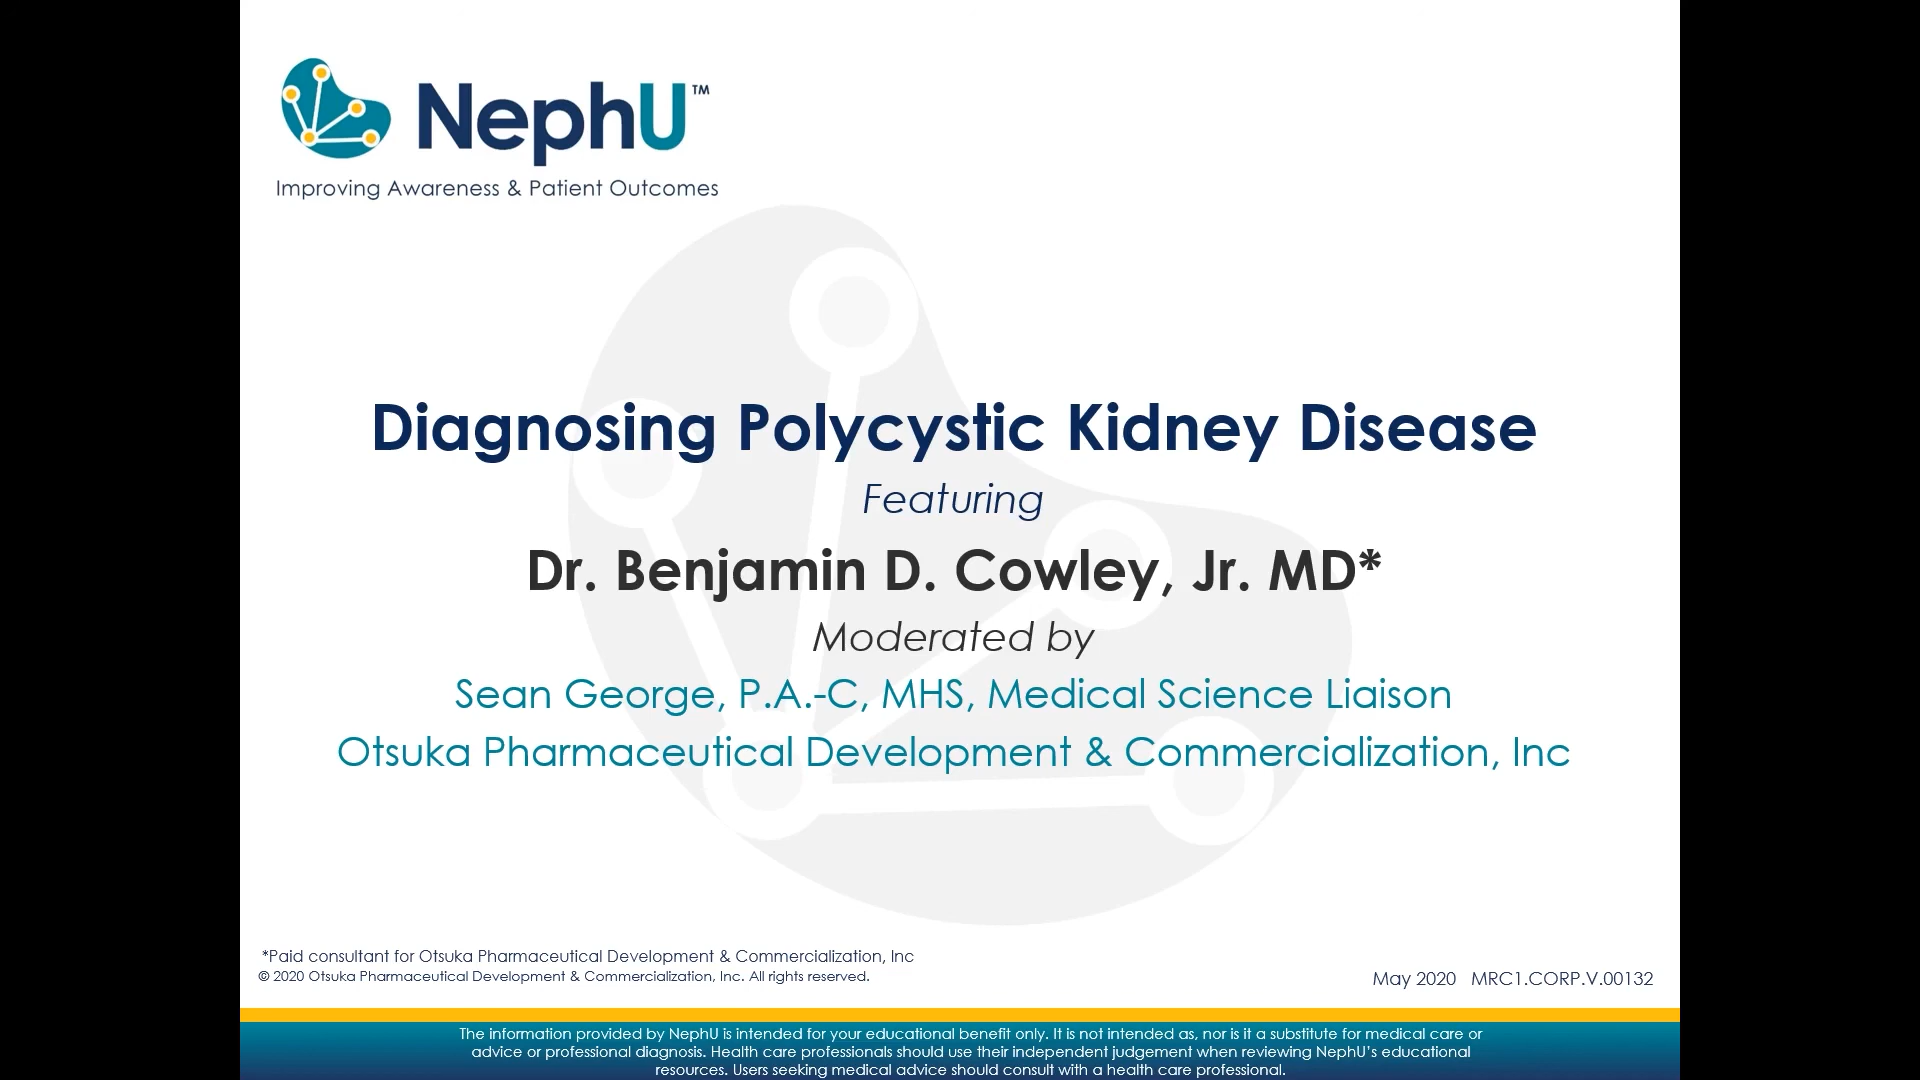 NephU™
Improving Awareness & Patient Outcomes
Diagnosing Polycystic Kidney Disease
Featuring
Dr. Benjamin D. Cowley, Jr. MD*
Moderated by
Sean George, P.A.-C, MHS, Medical Science Liaison
Otsuka Pharmaceutical Development & Commercialization, Inc
*Paid consultant for Otsuka Pharmaceutical Development & Commercialization, Inc
© 2020 Otsuka Pharmaceutical Development & Commercialization, Inc. All rights reserved.
May 2020 MRC1.CORP.V.00132
The information provided by NephU is intended for your educational benefit only. It is not intended as, nor is it a substitute for medical care or
advice or professional diagnosis. Health care professionals should use their independent judgement when reviewing NephU's educational
resources. Users seeking medical advice should consult with a health care professional.